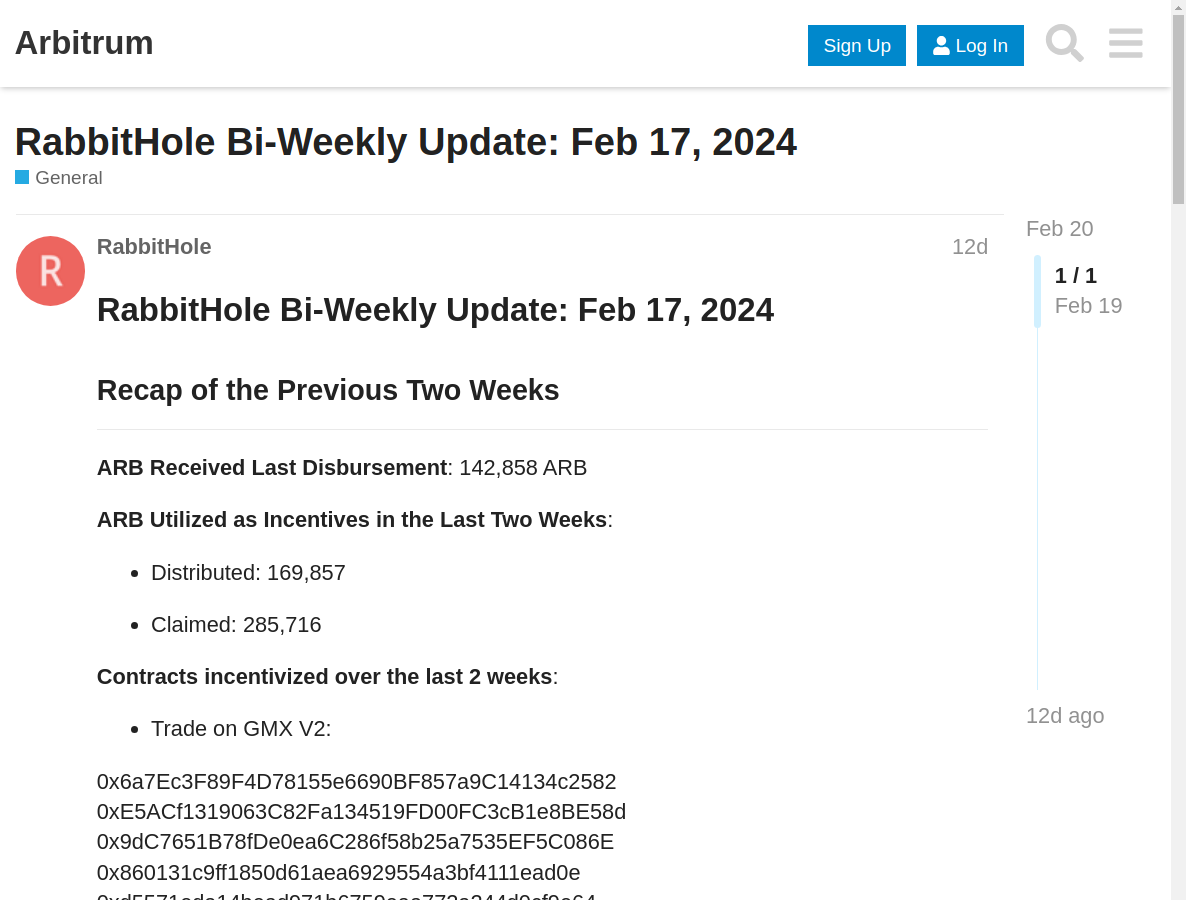 Arbitrum
Sign Up
Log In
RabbitHole Bi-Weekly Update: Feb 17, 2024
General
R
RabbitHole
12d
Feb 20
1 / 1
Feb 19
12d ago
RabbitHole Bi-Weekly Update: Feb 17, 2024
Recap of the Previous Two Weeks
ARB Received Last Disbursement: 142,858 ARB
ARB Utilized as Incentives in the Last Two Weeks:
• Distributed: 169,857
• Claimed: 285,716
Contracts incentivized over the last 2 weeks:
• Trade on GMX V2:
0x6a7Ec3F89F4D78155e6690BF857a9C14134c2582
0xE5ACf1319063C82Fa134519FD00FC3cB1e8BE58d
0x9dC7651B78fDe0ea6C286f58b25a7535EF5C086E
0x860131c9ff1850d61aea6929554a3bf4111ead0e